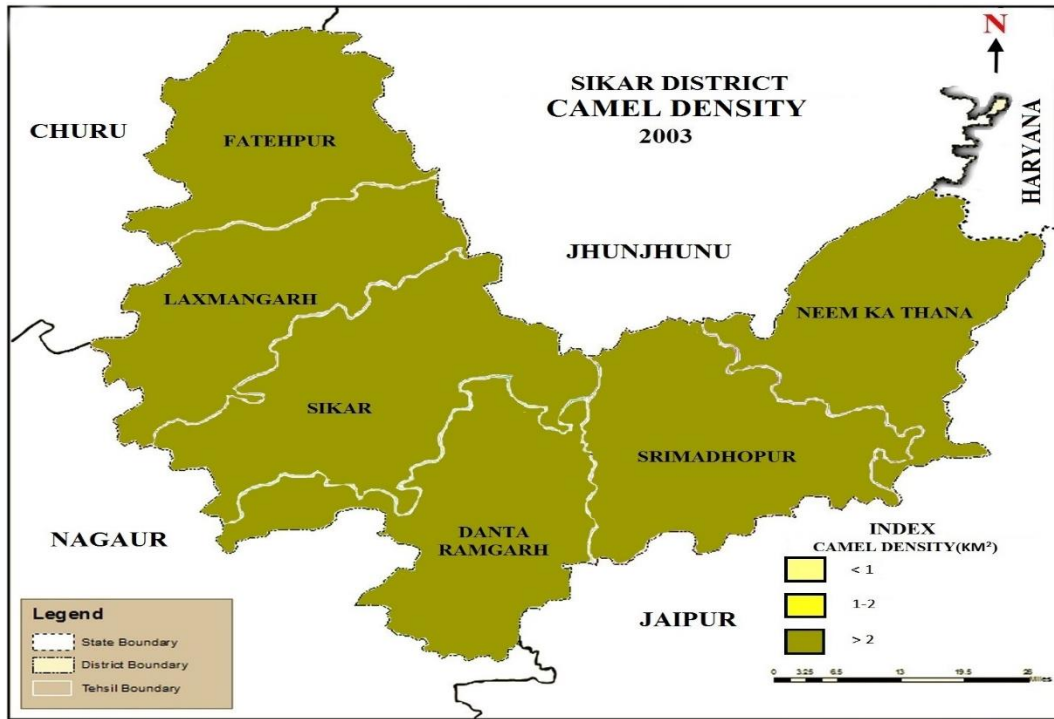 N
SIKAR DISTRICT
CAMEL DENSITY
2003
CHURU
HARYANA
FATEHPUR
JHUNJHUNU
LAXMANGARH
NEEM KA THANA
SIKAR
SRIMADHOPUR
NAGAUR
DANTA
RAMGARH
INDEX
CAMEL DENSITY(KM²)
< 1
1-2
> 2
JAIPUR
Legend
State Boundary
District Boundary
Tehsil Boundary
0 3.25 6.5 13 19.5 26
Miles